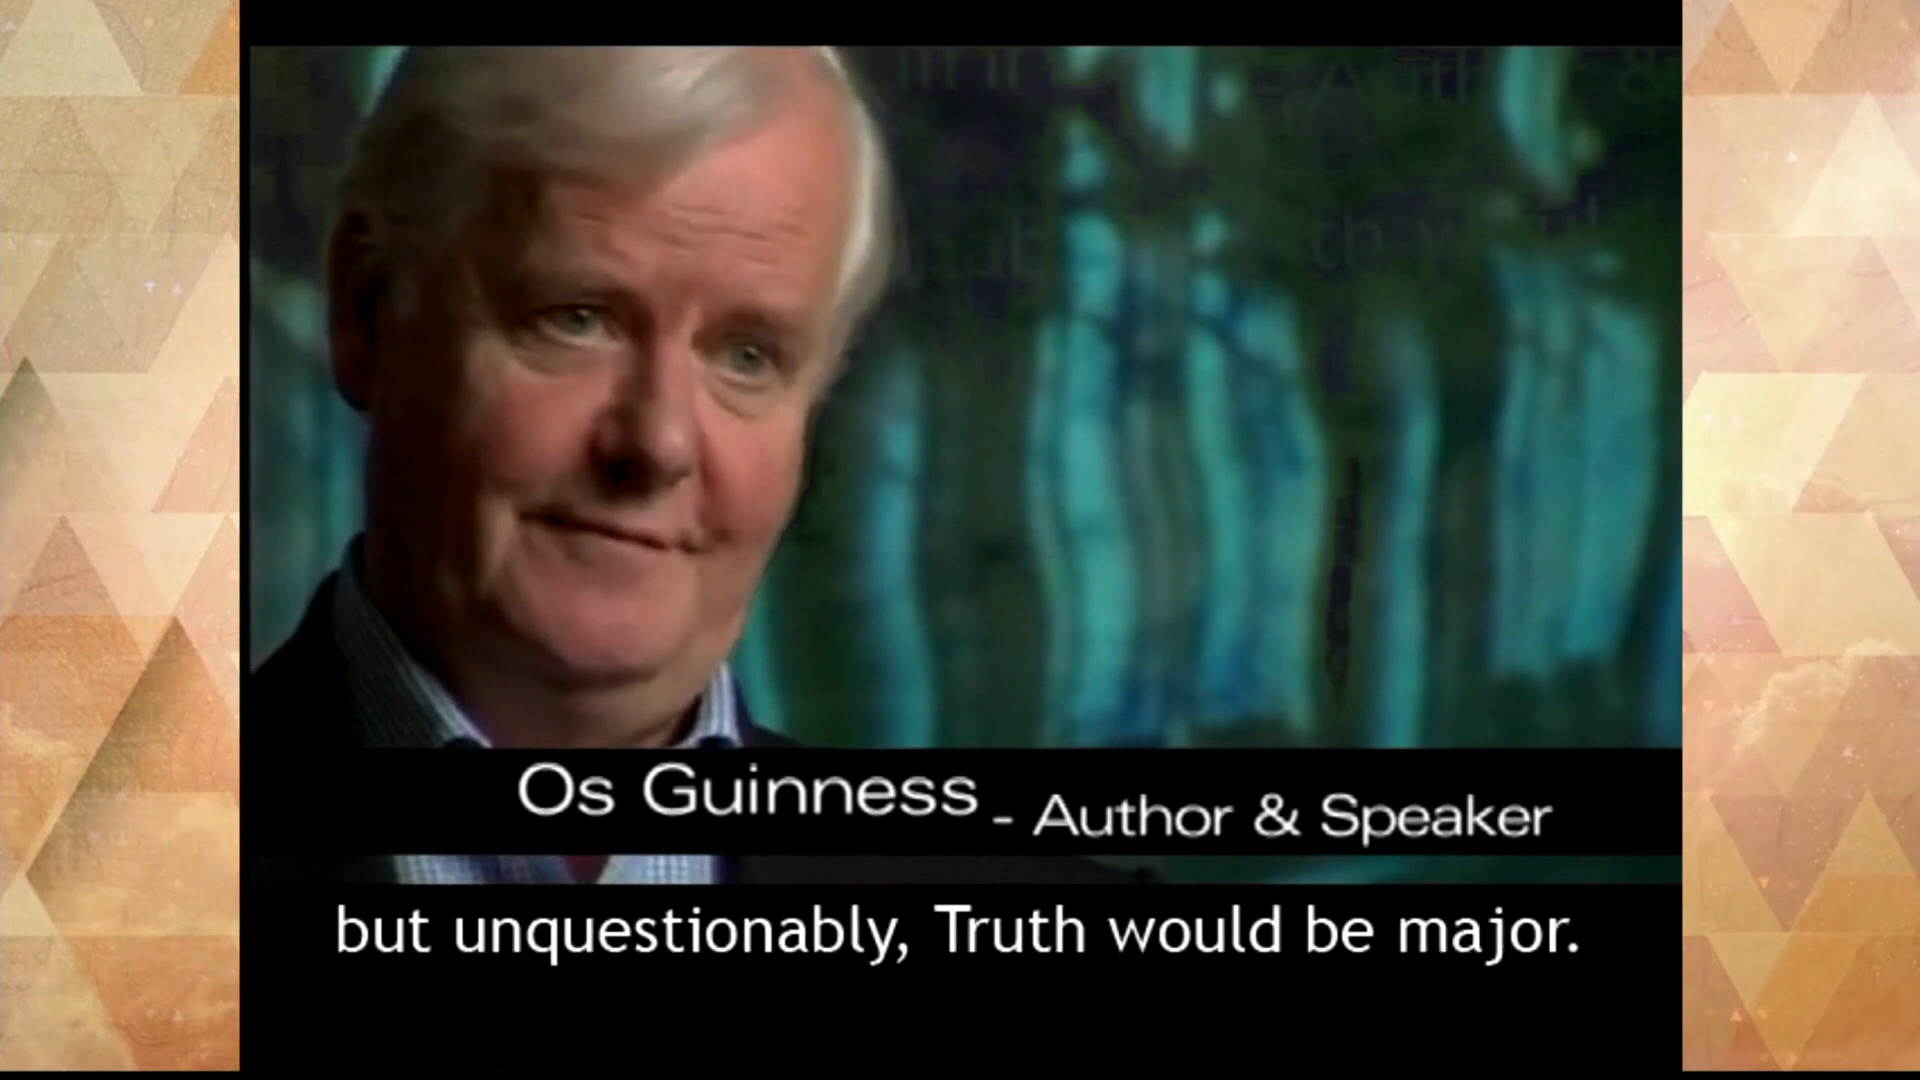 Os Guinness - Author & Speaker
but unquestionably, Truth would be major.